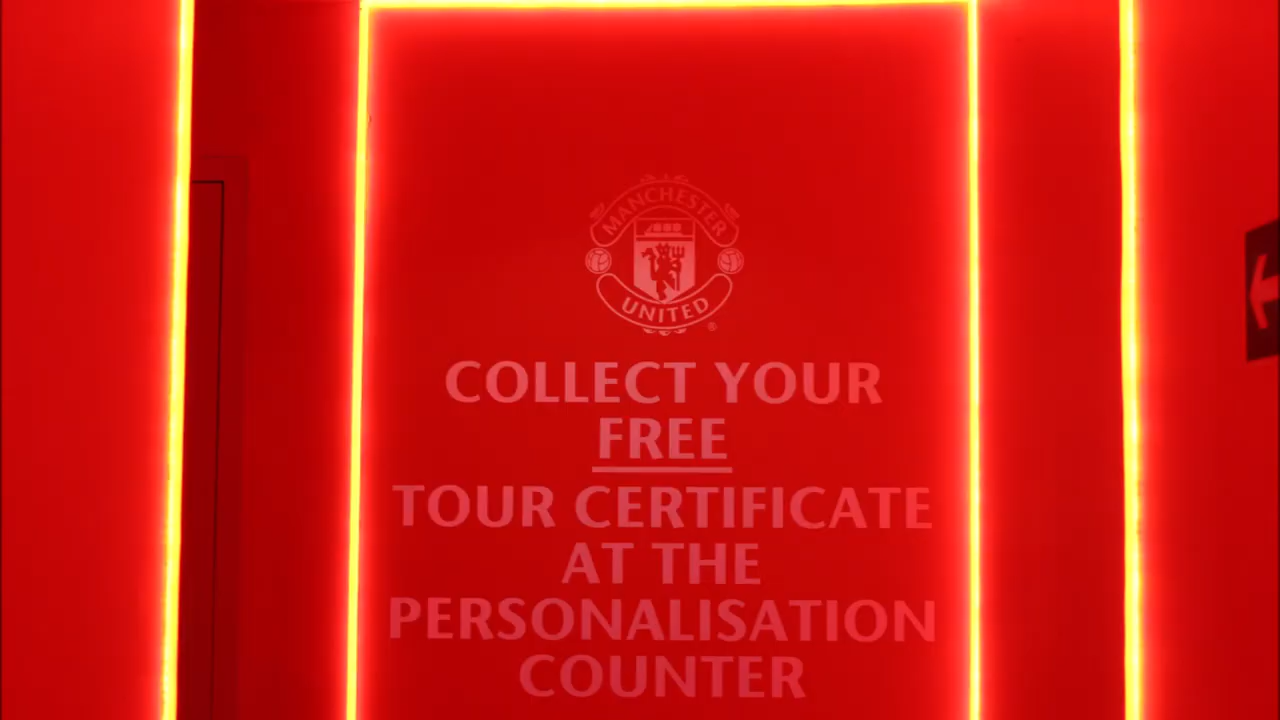 MANCHESTER
UNITED
®
COLLECT YOUR
FREE
TOUR CERTIFICATE
AT THE
PERSONALISATION
COUNTER